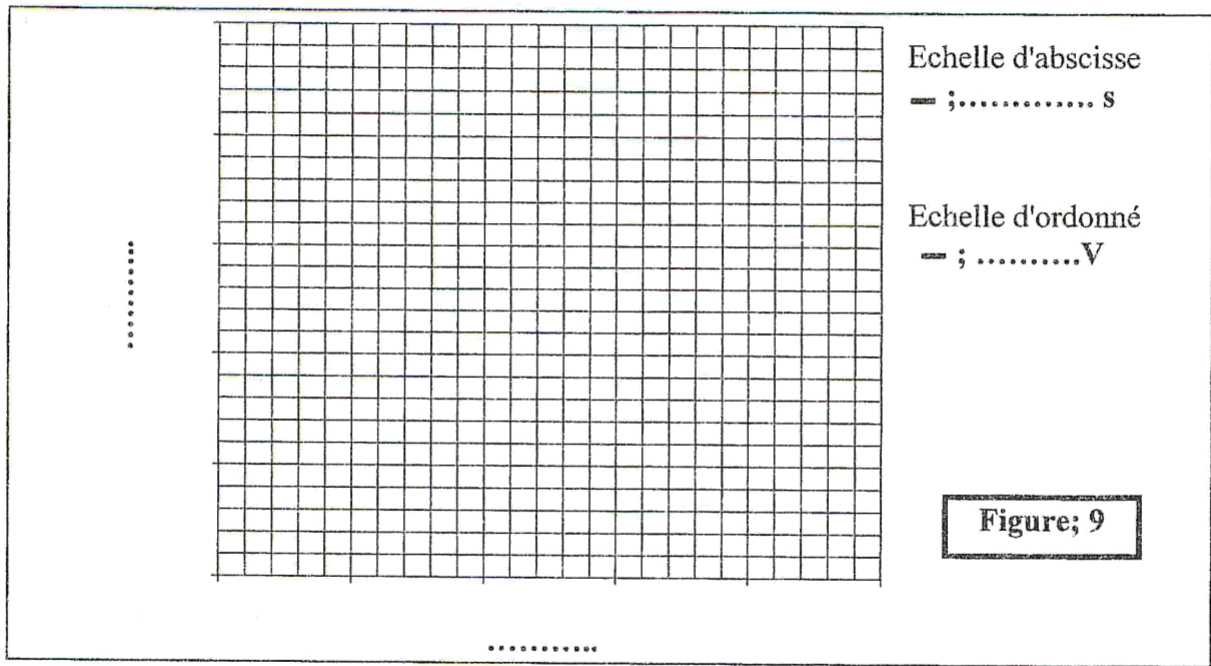 Echelle d'abscisse
– ;............. s
Echelle d'ordonné
– ; ..........V
Figure; 9